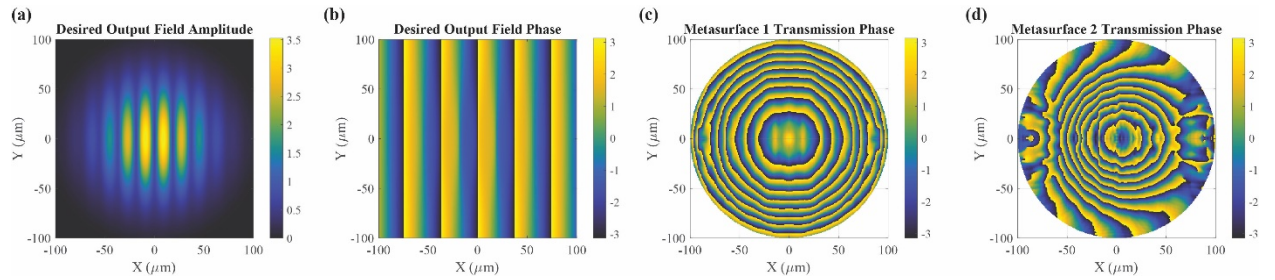 (a)
Desired Output Field Amplitude
100
50
0
-50
-100
Y (μm)
-100 -50 0 50 100
X (μm)
3.5
3
2.5
2
1.5
1
0.5
0
(b)
Desired Output Field Phase
100
50
0
-50
-100
Y (μm)
-100 -50 0 50 100
X (μm)
3
2
1
0
-1
-2
-3
(c)
Metasurface 1 Transmission Phase
100
50
0
-50
-100
Y (μm)
-100 -50 0 50 100
X (μm)
3
2
1
0
-1
-2
-3
(d)
Metasurface 2 Transmission Phase
100
50
0
-50
-100
Y (μm)
-100 -50 0 50 100
X (μm)
3
2
1
0
-1
-2
-3